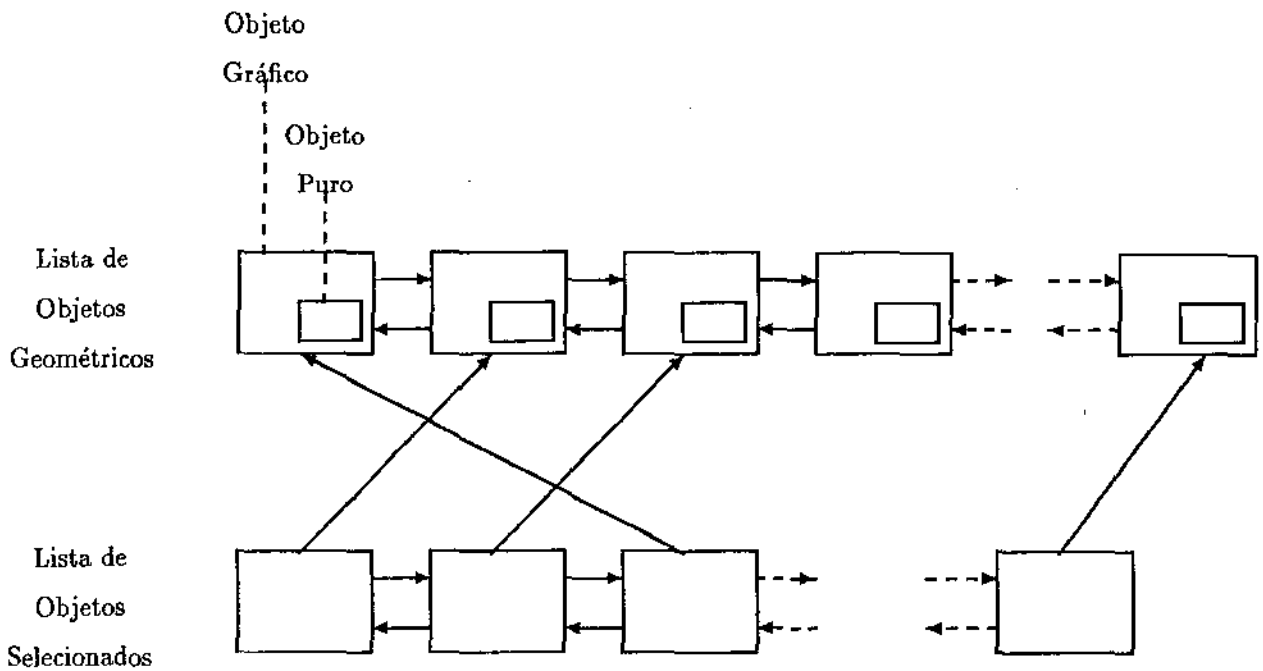 Objeto
Gráfico
Objeto
Puro
Lista de
Objetos
Geométricos
Lista de
Objetos
Selecionados